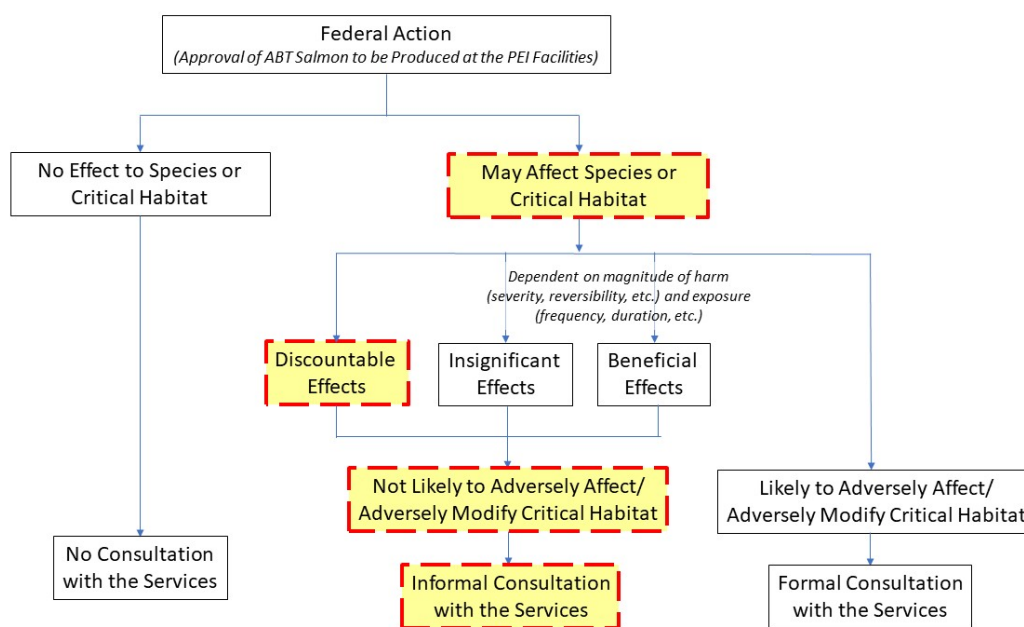 Federal Action
(Approval of ABT Salmon to be Produced at the PEI Facilities)
No Effect to Species or
Critical Habitat
May Affect Species or
Critical Habitat
Dependent on magnitude of harm
(severity, reversibility, etc.) and exposure
(frequency, duration, etc.)
Discountable
Effects
Insignificant
Effects
Beneficial
Effects
Not Likely to Adversely Affect/
Adversely Modify Critical Habitat
Likely to Adversely Affect/
Adversely Modify Critical Habitat
No Consultation
with the Services
Informal Consultation
with the Services
Formal Consultation
with the Services